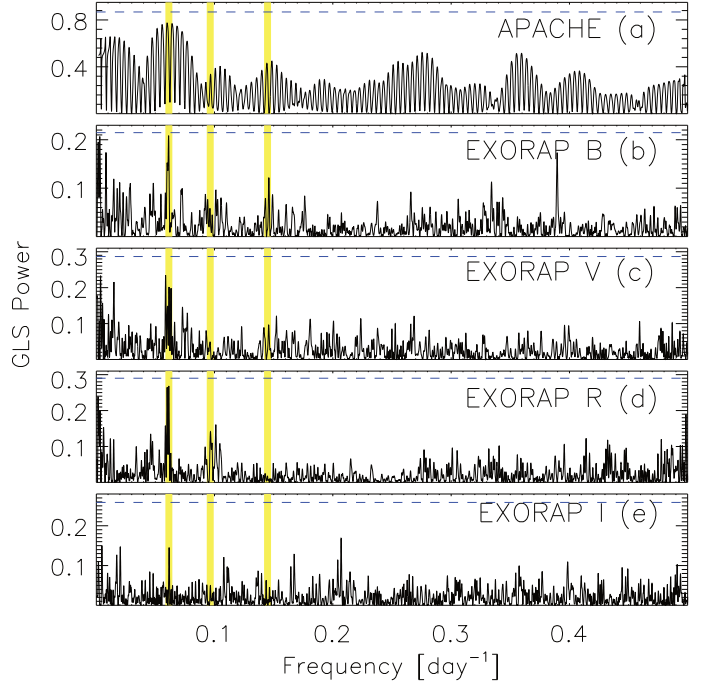 APACHE (a)
0.8
0.4
EXORAP B (b)
0.2
0.1
EXORAP V (c)
0.3
0.2
0.1
EXORAP R (d)
0.3
0.2
0.1
EXORAP I (e)
0.2
0.1
GLS Power
0.1 0.2 0.3 0.4
Frequency [day⁻¹]